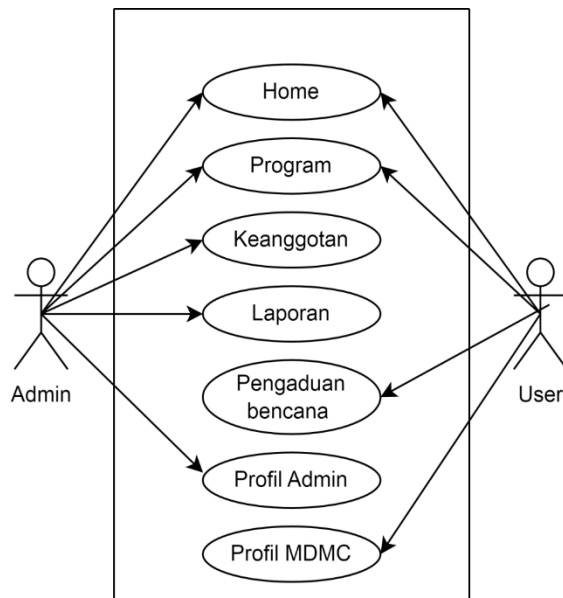 Home
Program
Keanggotan
Laporan
Admin
User
Pengaduan
bencana
Profil Admin
Profil MDMC